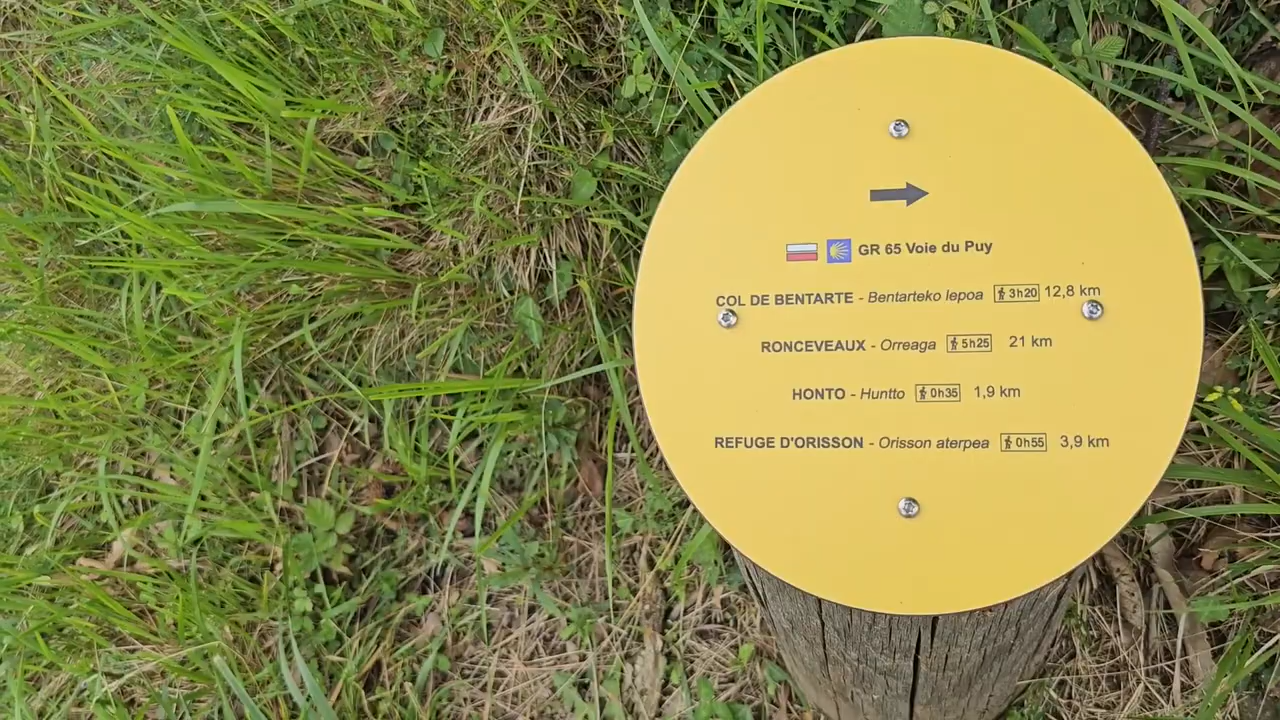 GR 65 Voie du Puy
COL DE BENTARTE - Bentarteko lepoa 3h20 12,8 km
RONCEVEAUX - Orreaga 5h25 21 km
HONTO - Huntto 0h35 1,9 km
REFUGE D'ORISSON - Orisson aterpea 0h55 3,9 km